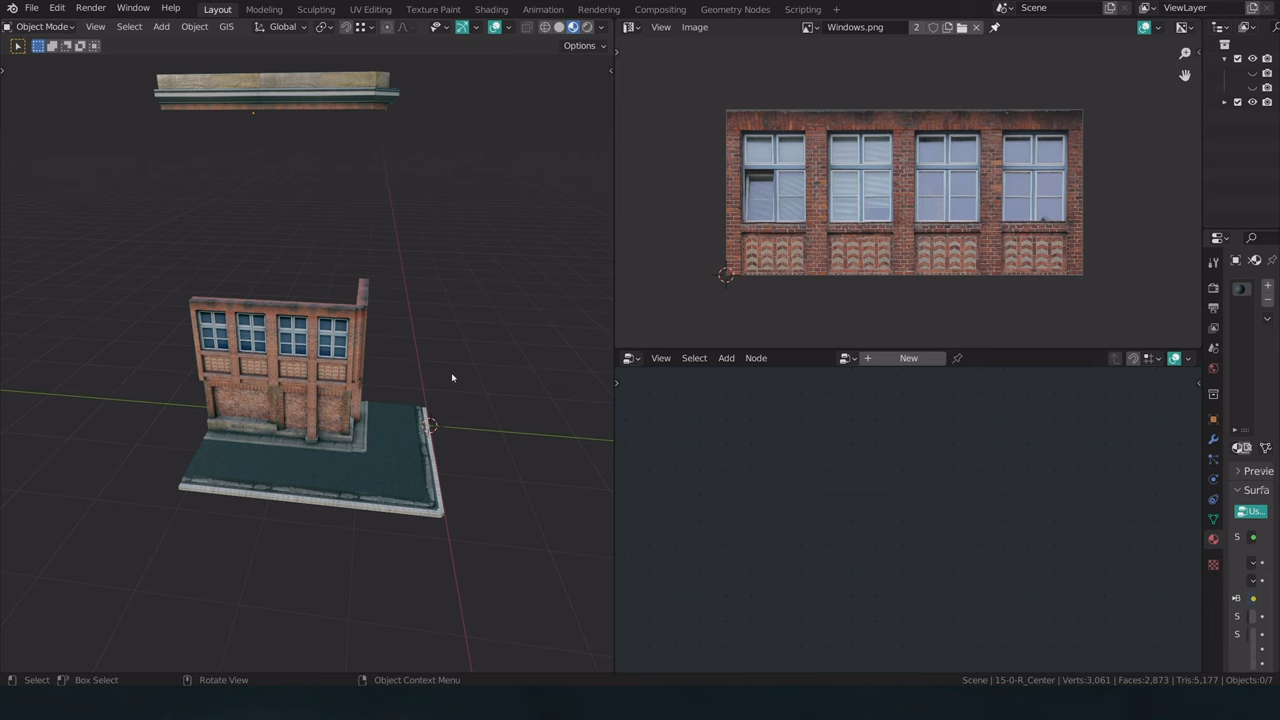 File Edit Render Window Help Layout Modeling Sculpting UV Editing Texture Paint Shading Animation Rendering Compositing Geometry Nodes Scripting + Scene ViewLayer
Object Mode View Select Add Object GIS Global View Image Windows.png 2
Options
View Select Add Node + New
Previe
Surfa
Us...
S
B
S
S
Select Box Select Rotate View Object Context Menu Scene | 15-0-R_Center | Verts:3,061 | Faces:2,873 | Tris:5,177 | Objects:0/7